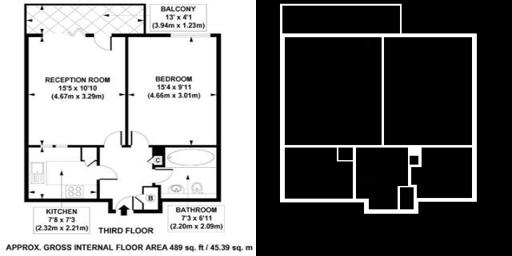 BALCONY
13' x 4'1
(3.94m x 1.23m)
RECEPTION ROOM
15'5 x 10'10
(4.67m x 3.29m)
BEDROOM
15'4 x 9'11
(4.66m x 3.01m)
C
B
KITCHEN
7'8 x 7'3
(2.32m x 2.21m)
BATHROOM
7'3 x 6'11
(2.20m x 2.09m)
THIRD FLOOR
APPROX. GROSS INTERNAL FLOOR AREA 489 sq. ft / 45.39 sq. m